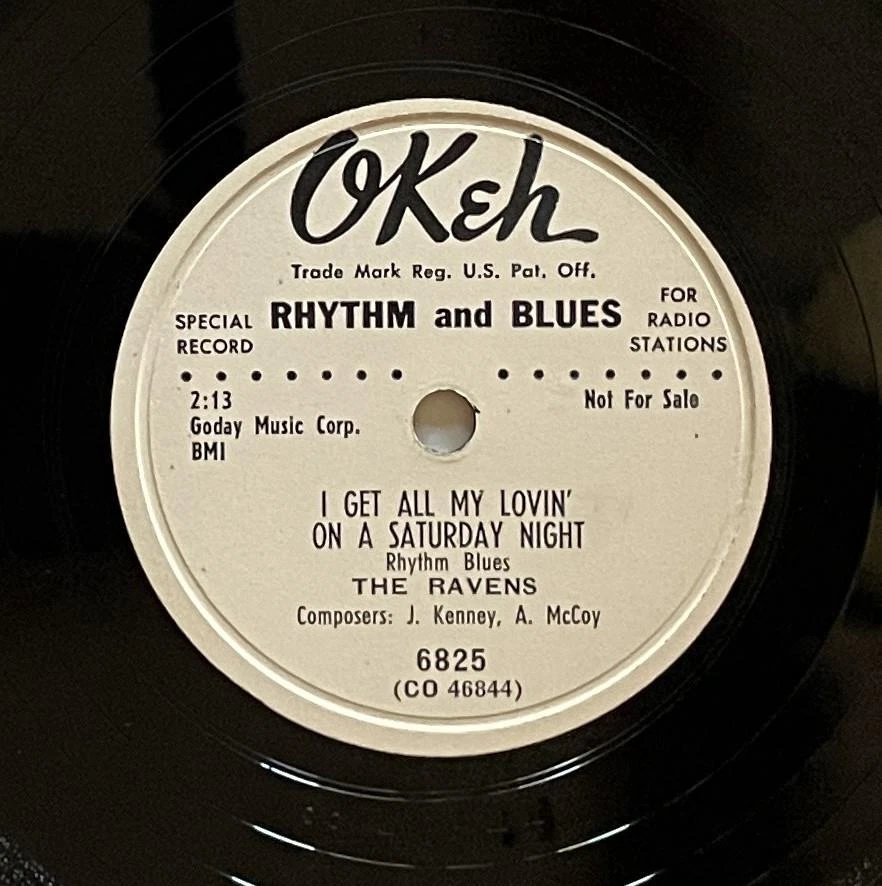 OKeh
Trade Mark Reg. U.S. Pat. Off.
SPECIAL RECORD
RHYTHM and BLUES
FOR RADIO STATIONS
2:13
Goday Music Corp.
BMI
Not For Sale
I GET ALL MY LOVIN'
ON A SATURDAY NIGHT
Rhythm Blues
THE RAVENS
Composers: J. Kenney, A. McCoy
6825
(CO 46844)